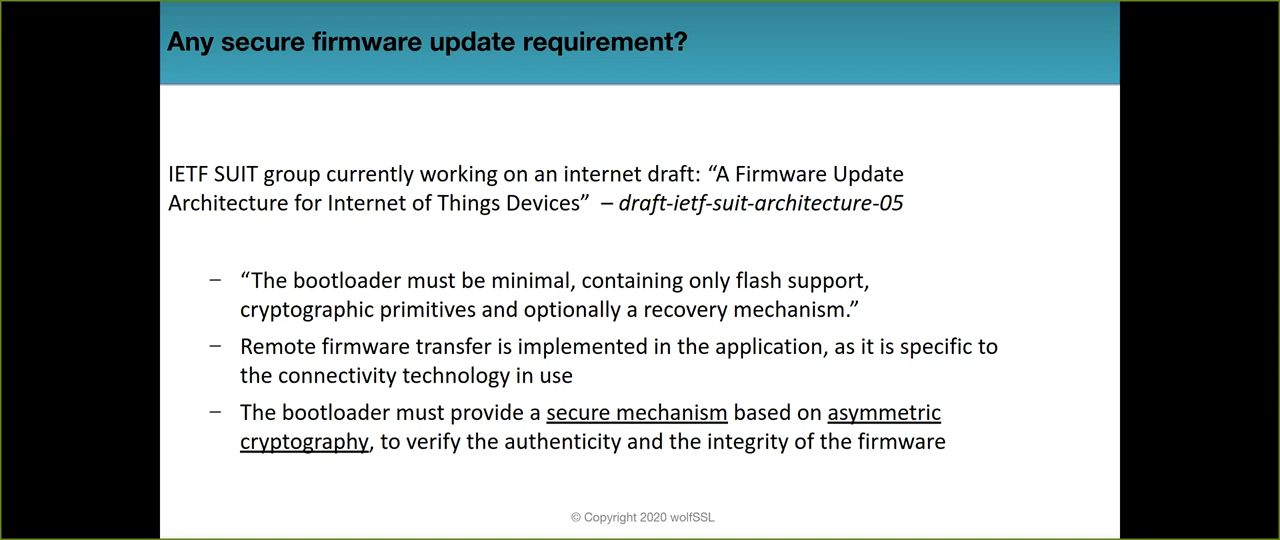 Any secure firmware update requirement?
IETF SUIT group currently working on an internet draft: “A Firmware Update
Architecture for Internet of Things Devices” – draft-ietf-suit-architecture-05
– “The bootloader must be minimal, containing only flash support,
cryptographic primitives and optionally a recovery mechanism.”
– Remote firmware transfer is implemented in the application, as it is specific to
the connectivity technology in use
– The bootloader must provide a secure mechanism based on asymmetric
cryptography, to verify the authenticity and the integrity of the firmware
© Copyright 2020 wolfSSL